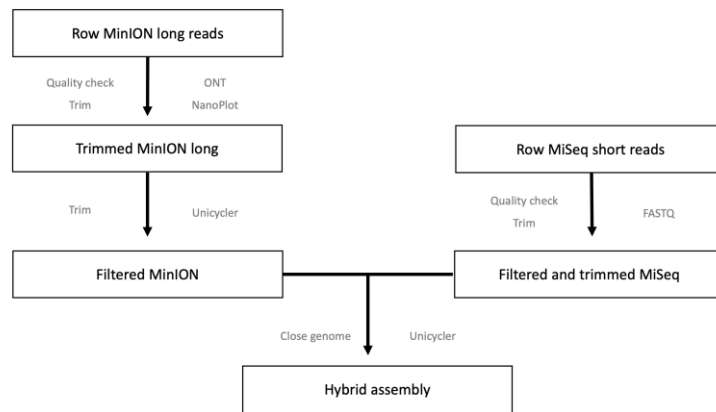 Row MinION long reads
Quality check ONT
Trim NanoPlot
Trimmed MinION long
Row MiSeq short reads
Trim Unicycler
Quality check FASTQ
Trim
Filtered MinION
Filtered and trimmed MiSeq
Close genome Unicycler
Hybrid assembly